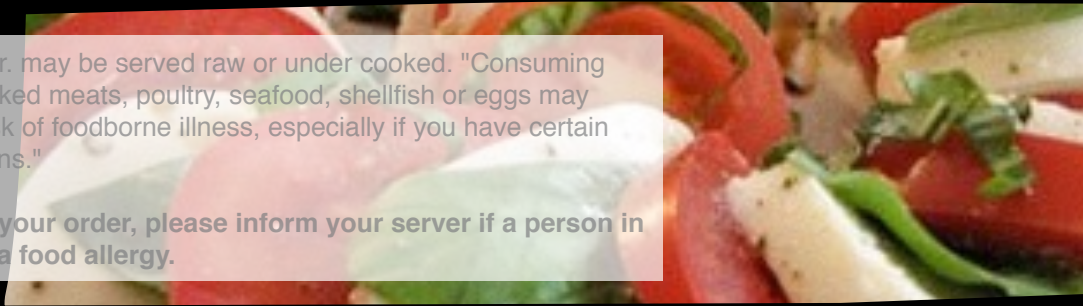 r. may be served raw or under cooked. "Consuming
ked meats, poultry, seafood, shellfish or eggs may
k of foodborne illness, especially if you have certain
ns."
your order, please inform your server if a person in
a food allergy.